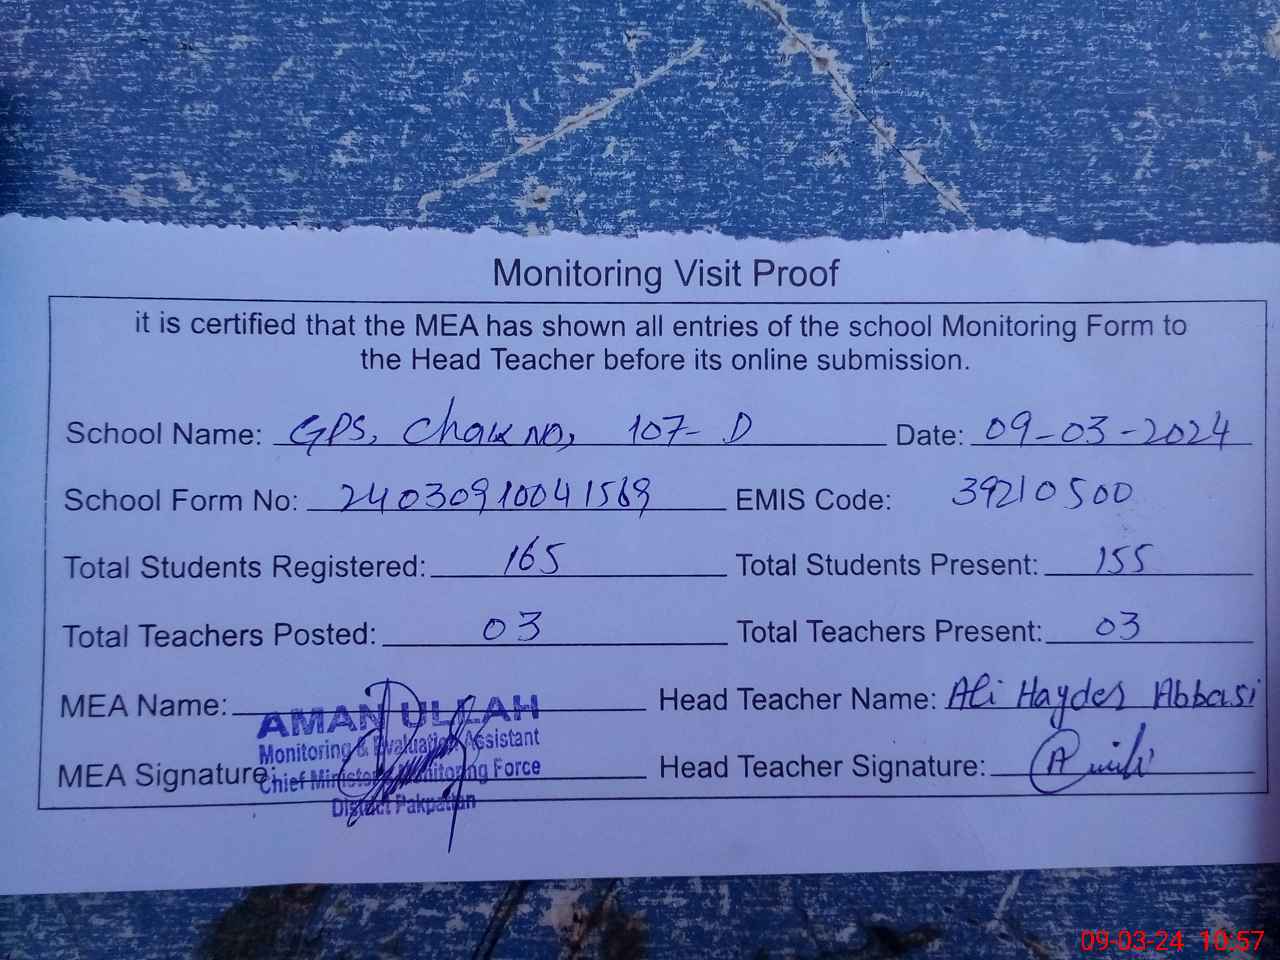 Monitoring Visit Proof
it is certified that the MEA has shown all entries of the school Monitoring Form to
the Head Teacher before its online submission.
School Name: GPS, Chak NO, 107-D Date: 09-03-2024
School Form No: 24030910041569 EMIS Code: 39210500
Total Students Registered: 165 Total Students Present: 155
Total Teachers Posted: 03 Total Teachers Present: 03
MEA Name: Head Teacher Name: Ali Hayder Abbasi
AMAN ULLAH
Monitoring & Evaluation Assistant
MEA Signature: Head Teacher Signature:
Chief Minister's Monitoring Force
District Pakpattan
09-03-24 10:57